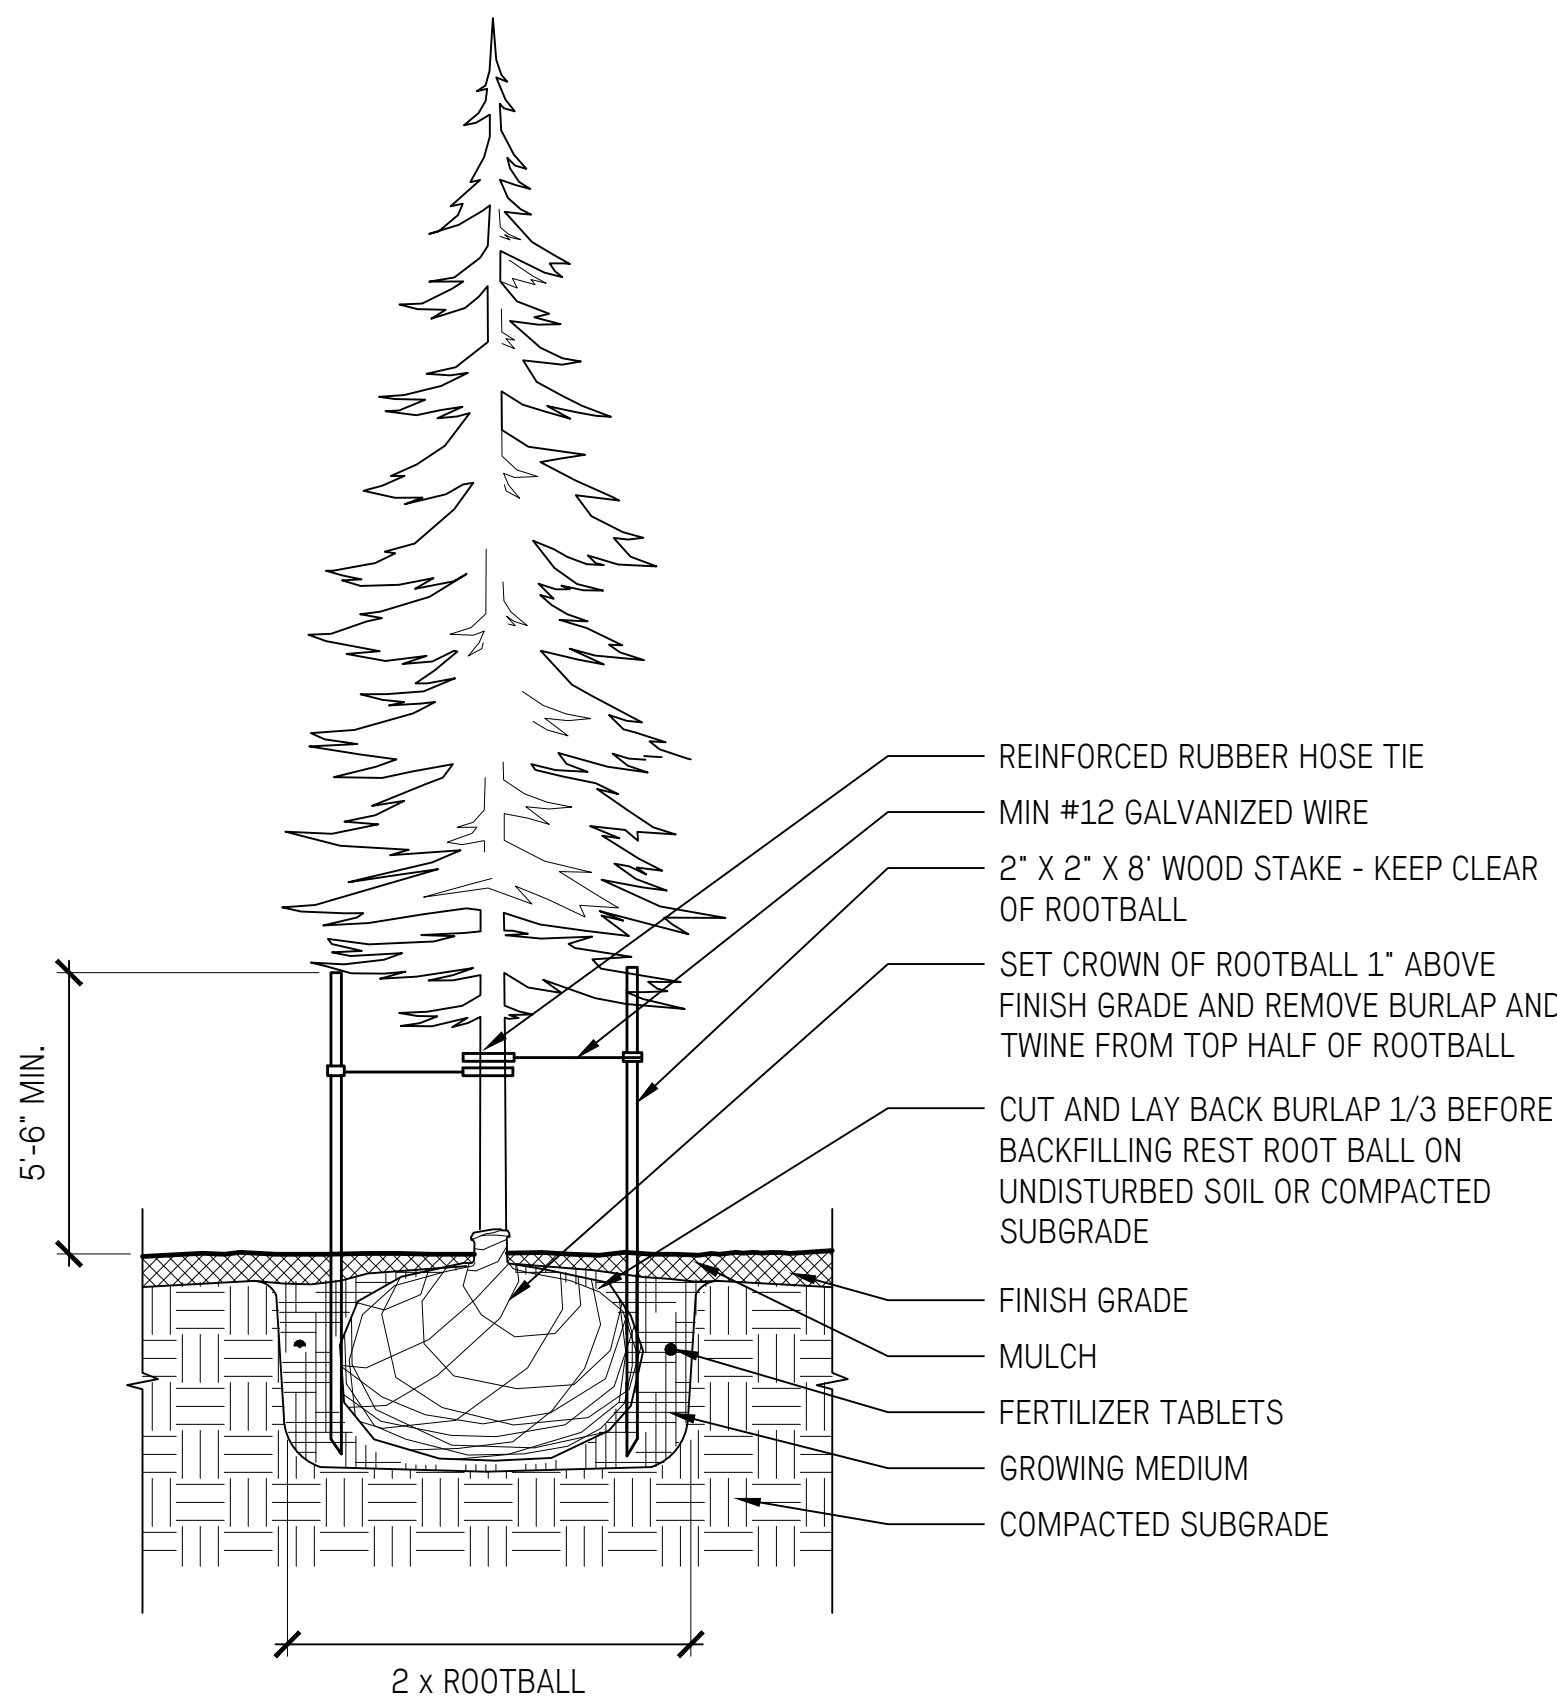 REINFORCED RUBBER HOSE TIE
MIN #12 GALVANIZED WIRE
2" X 2" X 8' WOOD STAKE - KEEP CLEAR
OF ROOTBALL
SET CROWN OF ROOTBALL 1" ABOVE
FINISH GRADE AND REMOVE BURLAP AND
TWINE FROM TOP HALF OF ROOTBALL
5'-6" MIN.
CUT AND LAY BACK BURLAP 1/3 BEFORE
BACKFILLING REST ROOT BALL ON
UNDISTURBED SOIL OR COMPACTED
SUBGRADE
FINISH GRADE
MULCH
FERTILIZER TABLETS
GROWING MEDIUM
COMPACTED SUBGRADE
2 x ROOTBALL